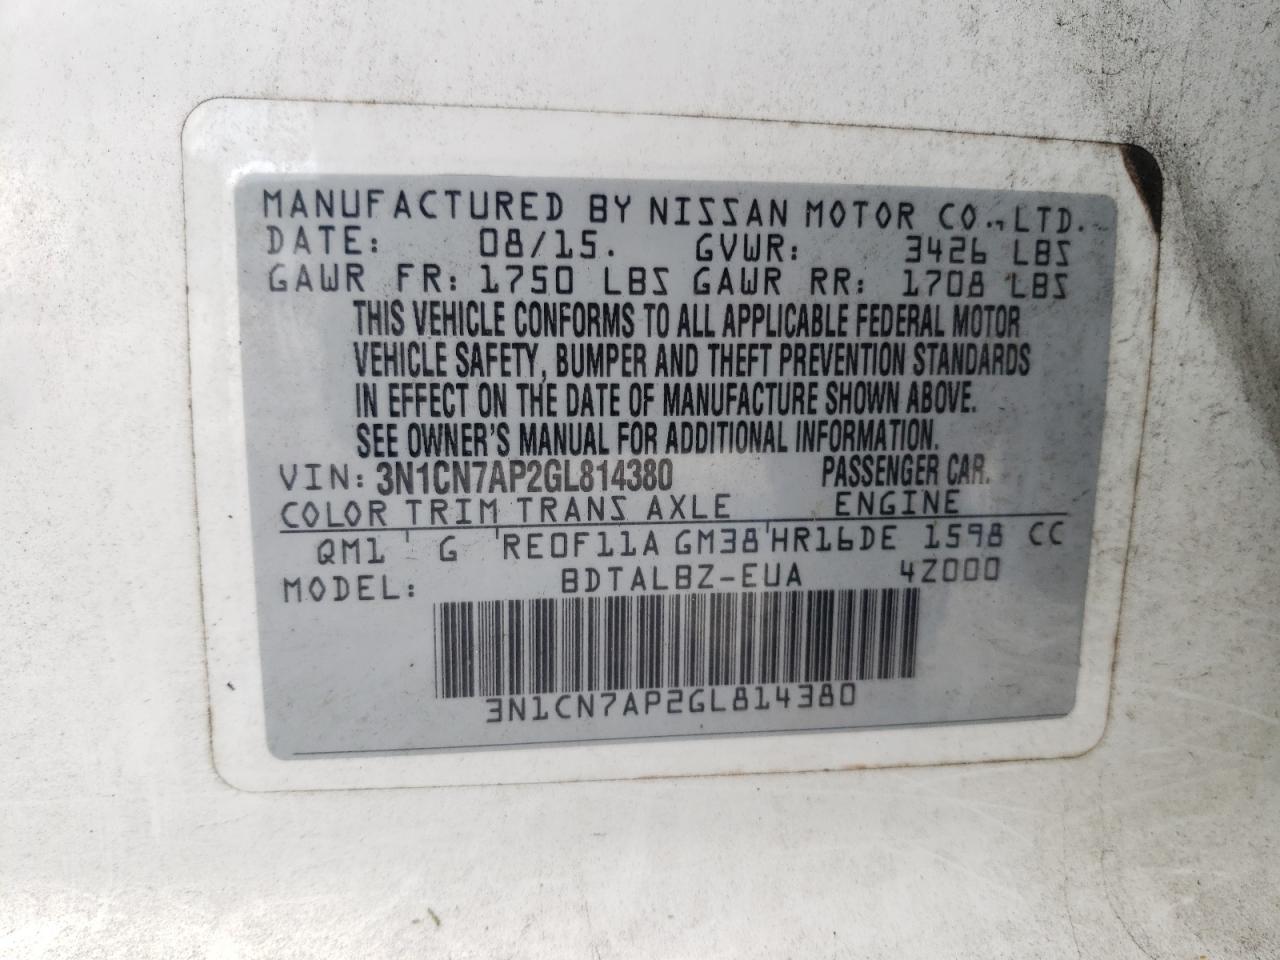 MANUFACTURED BY NISSAN MOTOR CO., LTD.
DATE: 08/15. GVWR: 3426 LBS
GAWR FR: 1750 LBS GAWR RR: 1708 LBS
THIS VEHICLE CONFORMS TO ALL APPLICABLE FEDERAL MOTOR
VEHICLE SAFETY, BUMPER AND THEFT PREVENTION STANDARDS
IN EFFECT ON THE DATE OF MANUFACTURE SHOWN ABOVE.
SEE OWNER'S MANUAL FOR ADDITIONAL INFORMATION.
VIN: 3N1CN7AP2GL814380 PASSENGER CAR.
COLOR TRIM TRANS AXLE ENGINE
QM1 ' G 'RE0F11A GM38'HR16DE 1598 CC
MODEL: BDTALBZ-EUA 4Z000
3N1CN7AP2GL814380